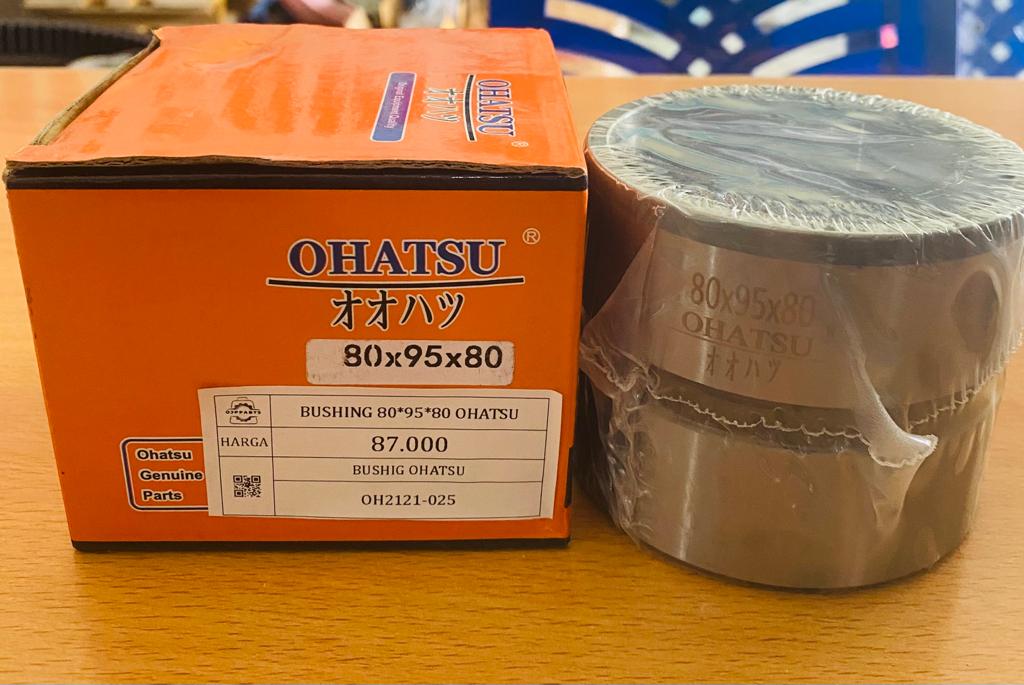 OHATSU
オオハツ
Original Equipment Quality
®
OHATSU ®
オオハツ
80x95x80
BUSHING 80*95*80 OHATSU
HARGA
87.000
BUSHIG OHATSU
OH2121-025
Ohatsu
Genuine
Parts
80x95x80
OHATSU
オオハツ